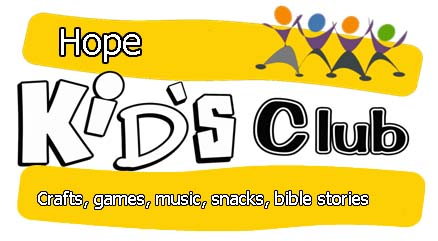 Hope
KiD'S Club
Crafts, games, music, snacks, bible stories